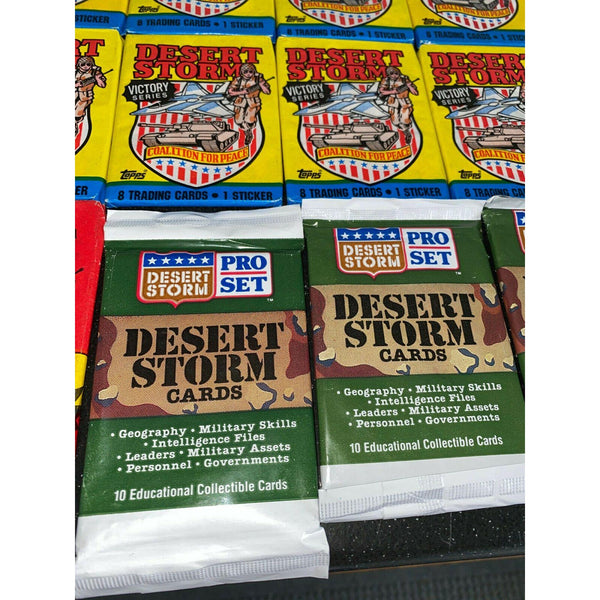 8 TRADING CARDS • 1 STICKER
8 TRADING CARDS • 1 STICKER
DESERT
STORM
VICTORY
SERIES
COALITION FOR PEACE
Topps
8 TRADING CARDS • 1 STICKER
DESERT
STORM
VICTORY
SERIES
COALITION FOR PEACE
Topps
8 TRADING CARDS • 1 STICKER
DESERT
STORM
VICTORY
SERIES
COALITION FOR PEACE
Topps
8 TRADING CARDS
DESERT
STORM
PRO
SET
™
DESERT
STORM
CARDS
• Geography • Military Skills
• Intelligence Files
• Leaders • Military Assets
• Personnel • Governments
10 Educational Collectible Cards
DESERT
STORM
PRO
SET
™
DESERT
STORM
CARDS
• Geography • Military Skills
• Intelligence Files
• Leaders • Military Assets
• Personnel • Governments
10 Educational Collectible Cards